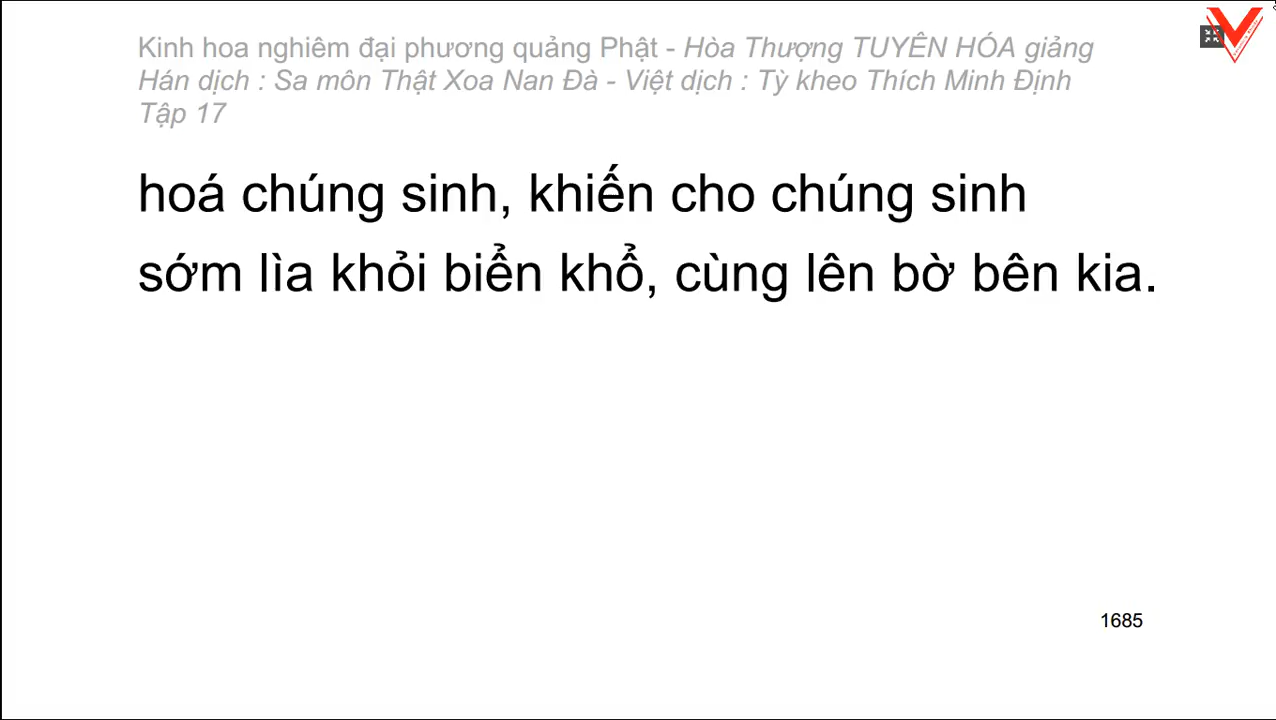 Kinh hoa nghiêm đại phương quảng Phật - Hòa Thượng TUYÊN HÓA giảng
Hán dịch : Sa môn Thật Xoa Nan Đà - Việt dịch : Tỳ kheo Thích Minh Định
Tập 17
hoá chúng sinh, khiến cho chúng sinh
sớm lìa khỏi biển khổ, cùng lên bờ bên kia.
1685